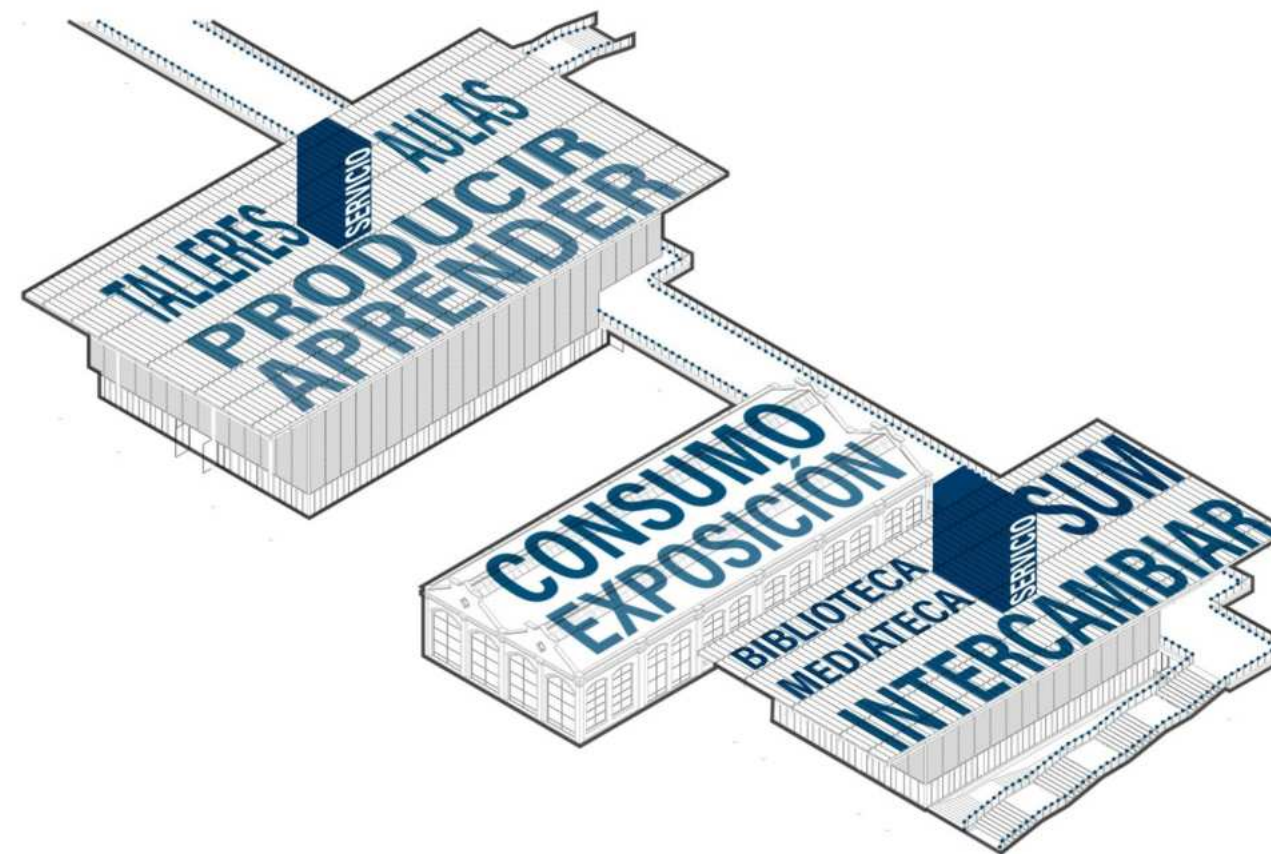 TALLERES
SERVICIO
AULAS
PRODUCIR
APRENDER
CONSUMO
EXPOSICIÓN
BIBLIOTECA
MEDIATECA
SERVICIO
SUM
INTERCAMBIAR